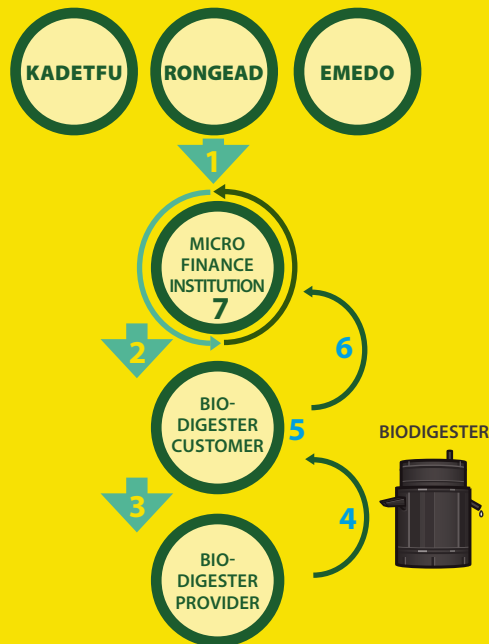 KADETFU
RONGEAD
EMEDO
1
MICRO
FINANCE
INSTITUTION
7
2
6
BIO-
DIGESTER
CUSTOMER
5
BIODIGESTER
3
4
BIO-
DIGESTER
PROVIDER